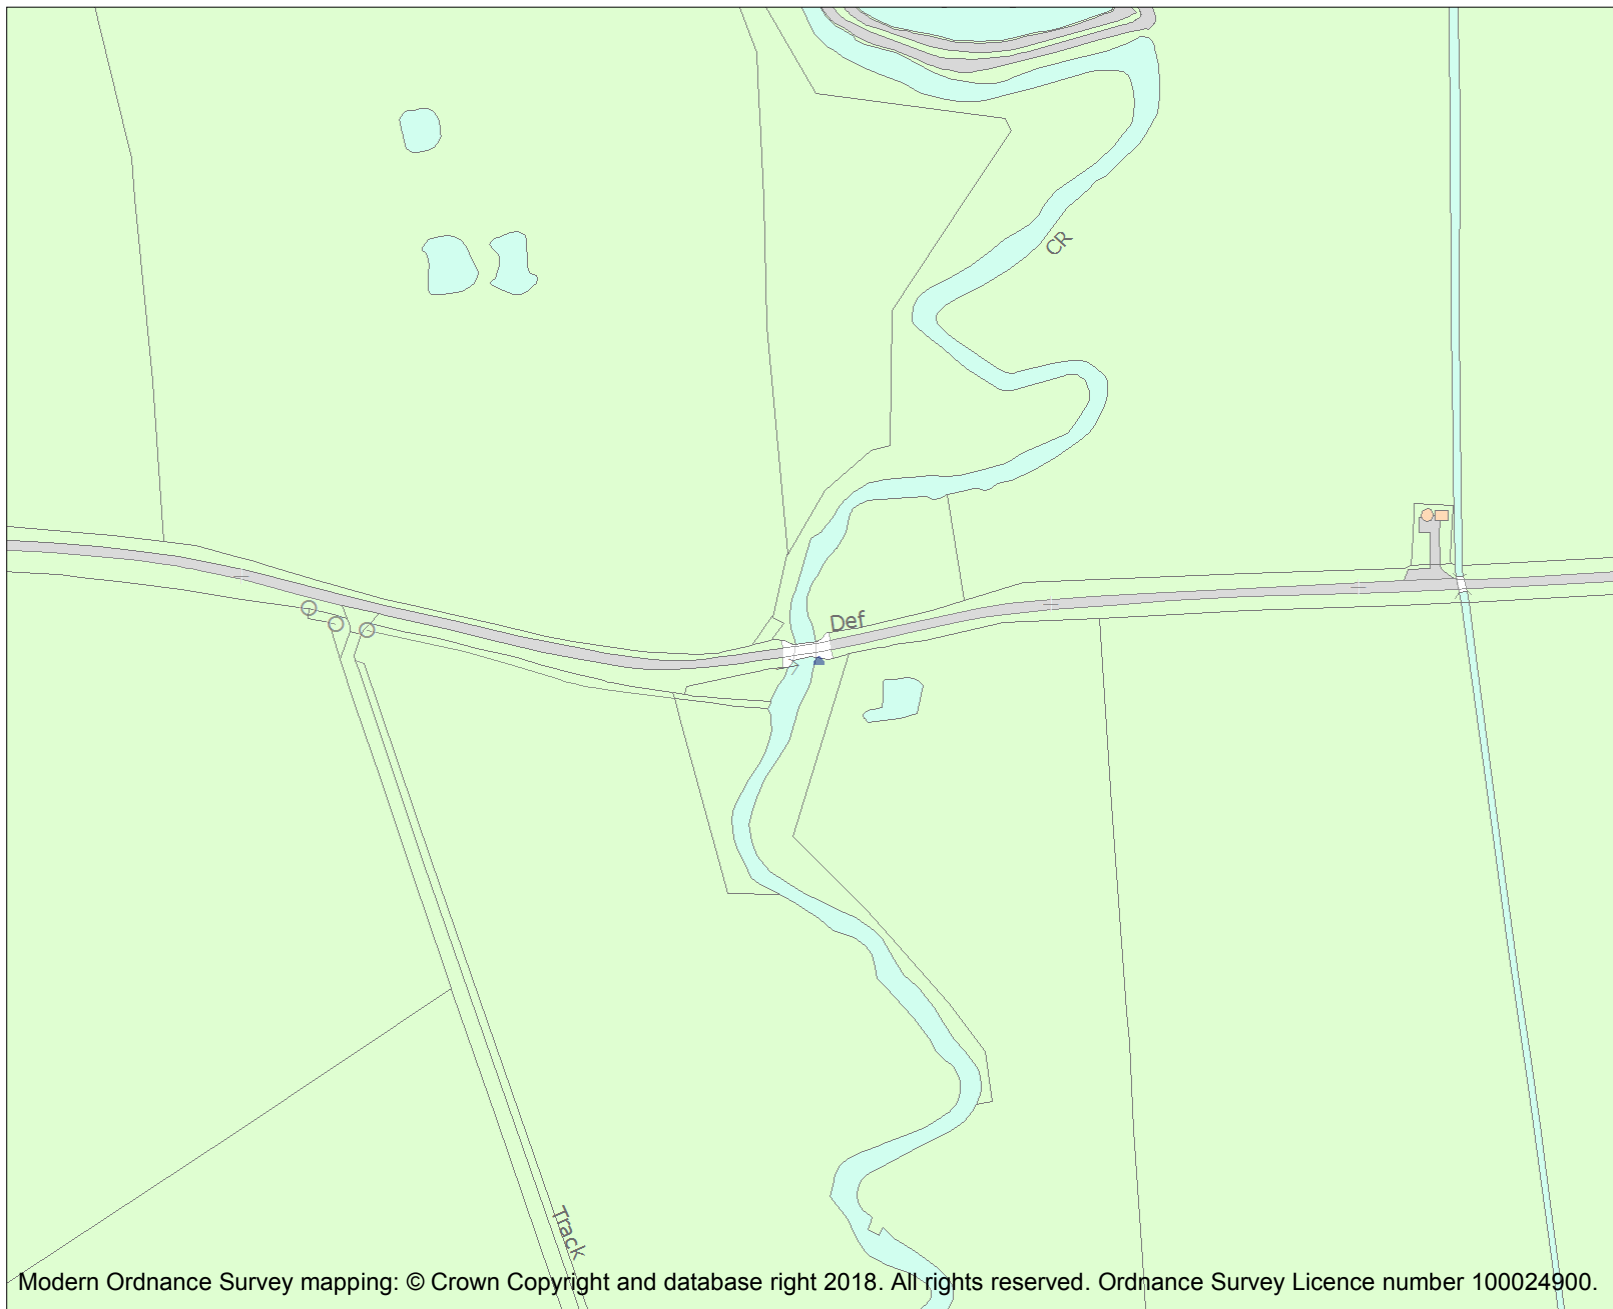 CR
Def
Track
Modern Ordnance Survey mapping: © Crown Copyright and database right 2018. All rights reserved. Ordnance Survey Licence number 100024900.